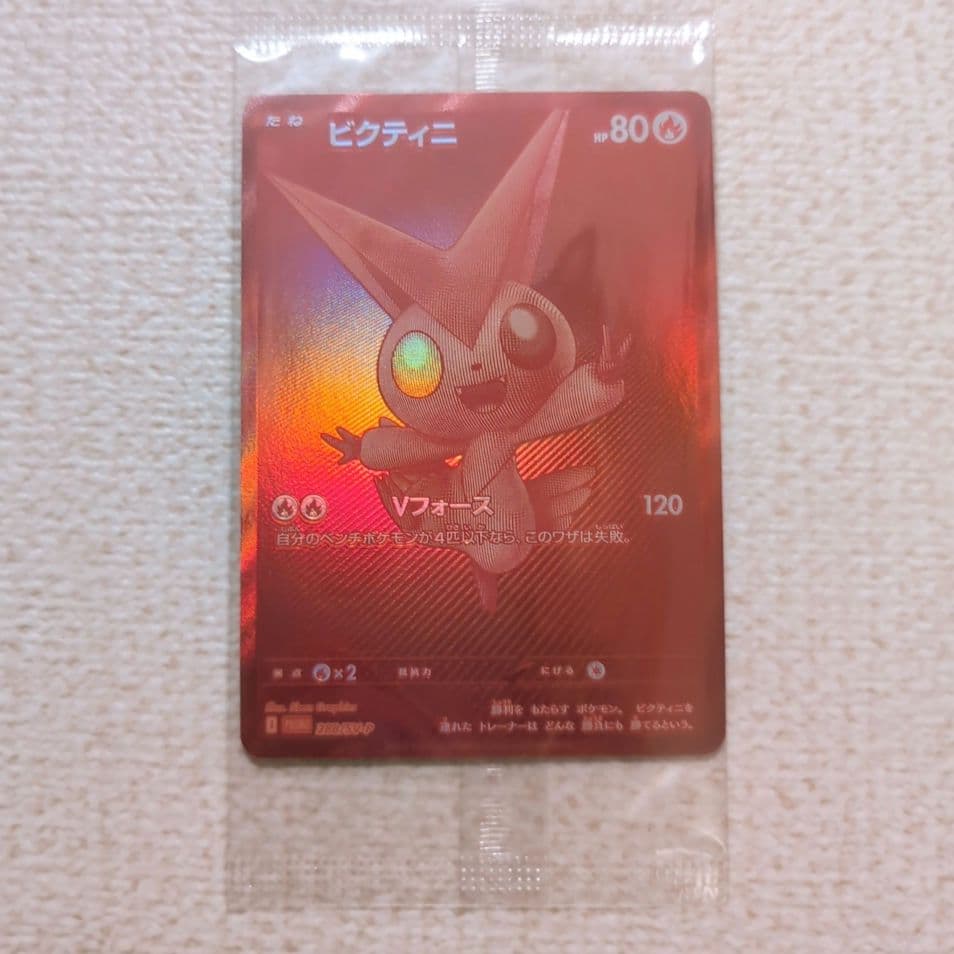 たね ビクティニ HP80
Vフォース 120
自分のベンチポケモンが4匹以下なら、このワザは失敗。
弱点 ×2 抵抗力 にげる
勝利を もたらす ポケモン。 ビクティニを
連れた トレーナーは どんな 勝負にも 勝てるという。